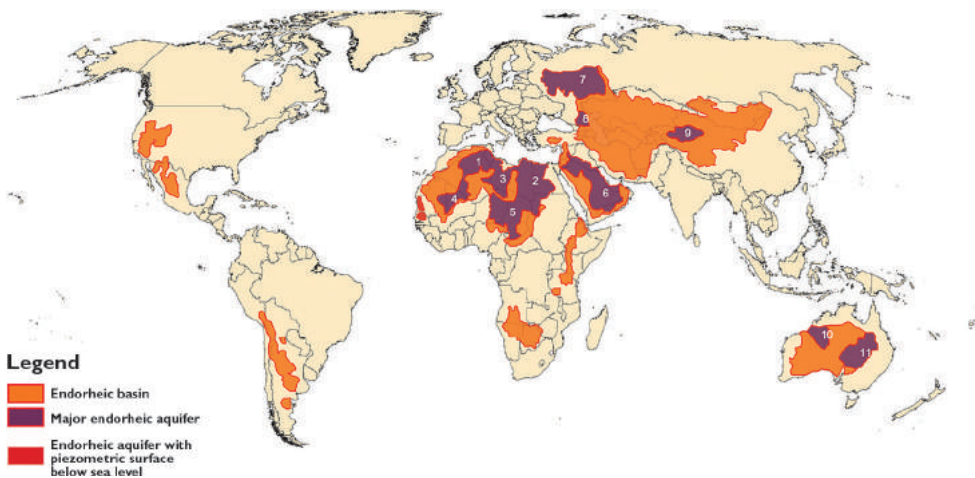 7
8
9
1
3
2
4
5
6
10
11
Legend
Endorheic basin
Major endorheic aquifer
Endorheic aquifer with
piezometric surface
below sea level